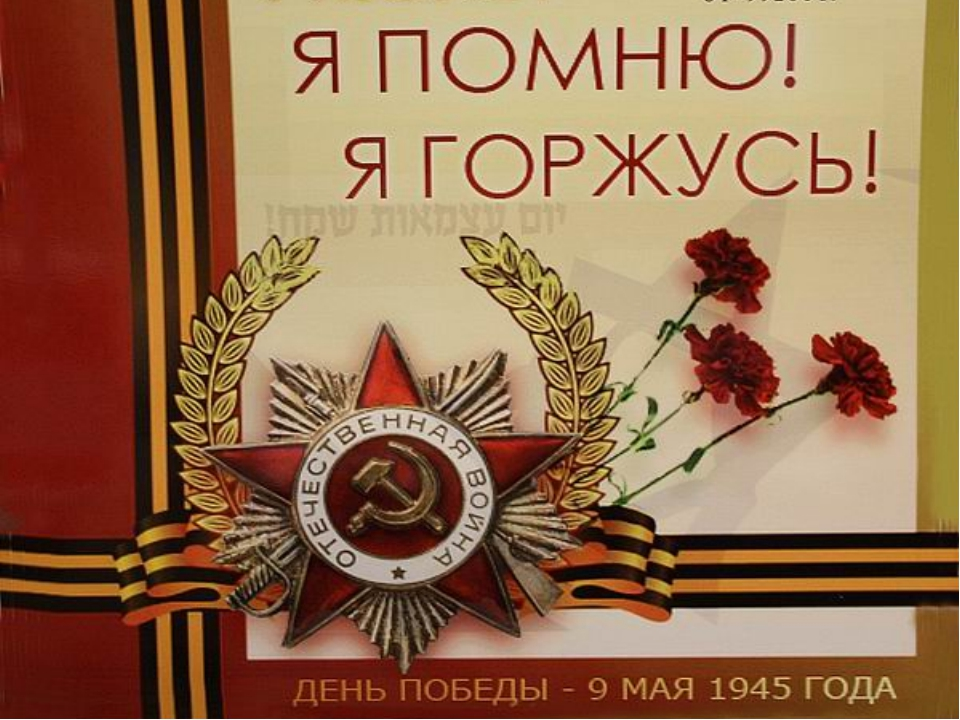 Я ПОМНЮ!
Я ГОРЖУСЬ!
יום עצמאות שמח!
ОТЕЧЕСТВЕННАЯ ВОЙНА
ДЕНЬ ПОБЕДЫ - 9 МАЯ 1945 ГОДА